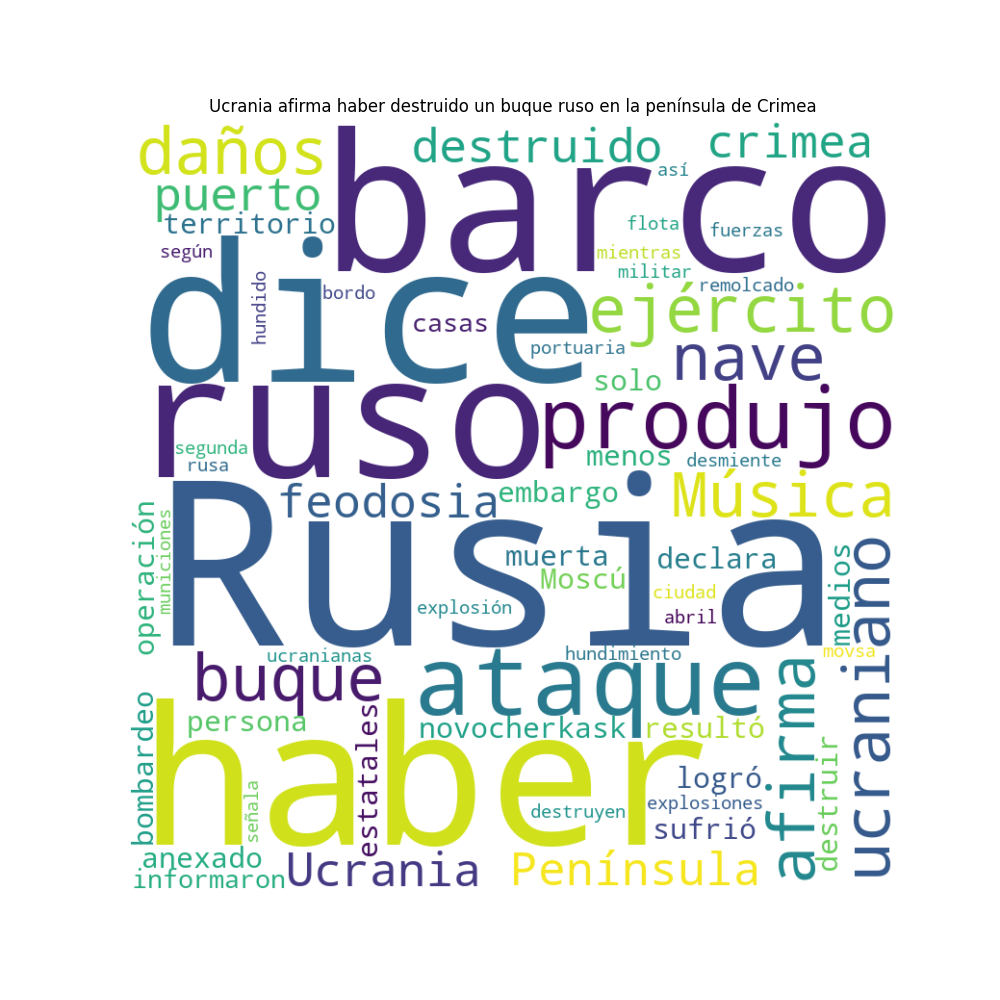 Ucrania afirma haber destruido un buque ruso en la península de Crimea
daños
barco
destruido
crimea
puerto
así
territorio
flota
fuerzas
según
dice
mientras
militar
hundido
bordo
remolcado
casas
ejército
portuaria
nave
solo
ruso
produjo
segunda
rusa
menos
desmiente
Rusia
feodosia
embargo
Música
operación
municiones
muerta
declara
Moscú
medios
ucraniano
ciudad
explosión
abril
ucranianas
hundimiento
movsa
buque
ataque
afirma
bombardeo
persona
estatales
novocherkask
resultó
haber
destruir
señala
logró
destruyen
explosiones
sufrió
anexado
informaron
Ucrania
Península